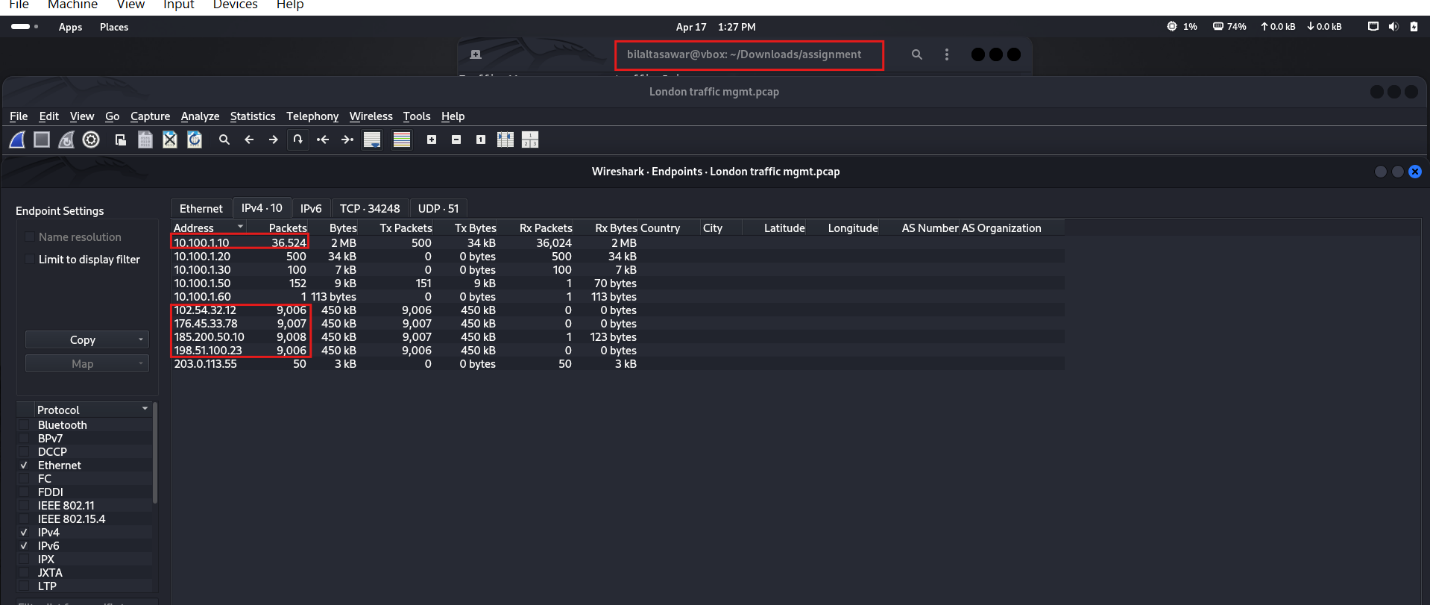 File Machine View Input Devices Help
Apps Places Apr 17 1:27 PM 1% 74% ↑0.0 kB ↓0.0 kB
bilaltasawar@vbox: ~/Downloads/assignment
London traffic mgmt.pcap
File Edit View Go Capture Analyze Statistics Telephony Wireless Tools Help
Wireshark · Endpoints · London traffic mgmt.pcap
Endpoint Settings
Name resolution
Limit to display filter
Copy
Map
Protocol
Bluetooth
BPv7
DCCP
✓ Ethernet
FC
FDDI
IEEE 802.11
IEEE 802.15.4
✓ IPv4
✓ IPv6
IPX
JXTA
LTP
Ethernet IPv4 · 10 IPv6 TCP · 34248 UDP · 51
Address Packets Bytes Tx Packets Tx Bytes Rx Packets Rx Bytes Country City Latitude Longitude AS Number AS Organization
10.100.1.10 36,524 2 MB 500 34 kB 36,024 2 MB
10.100.1.20 500 34 kB 0 0 bytes 500 34 kB
10.100.1.30 100 7 kB 0 0 bytes 100 7 kB
10.100.1.50 152 9 kB 151 9 kB 1 70 bytes
10.100.1.60 1 113 bytes 0 0 bytes 1 113 bytes
102.54.32.12 9,006 450 kB 9,006 450 kB 0 0 bytes
176.45.33.78 9,007 450 kB 9,007 450 kB 0 0 bytes
185.200.50.10 9,008 450 kB 9,007 450 kB 1 123 bytes
198.51.100.23 9,006 450 kB 9,006 450 kB 0 0 bytes
203.0.113.55 50 3 kB 0 0 bytes 50 3 kB